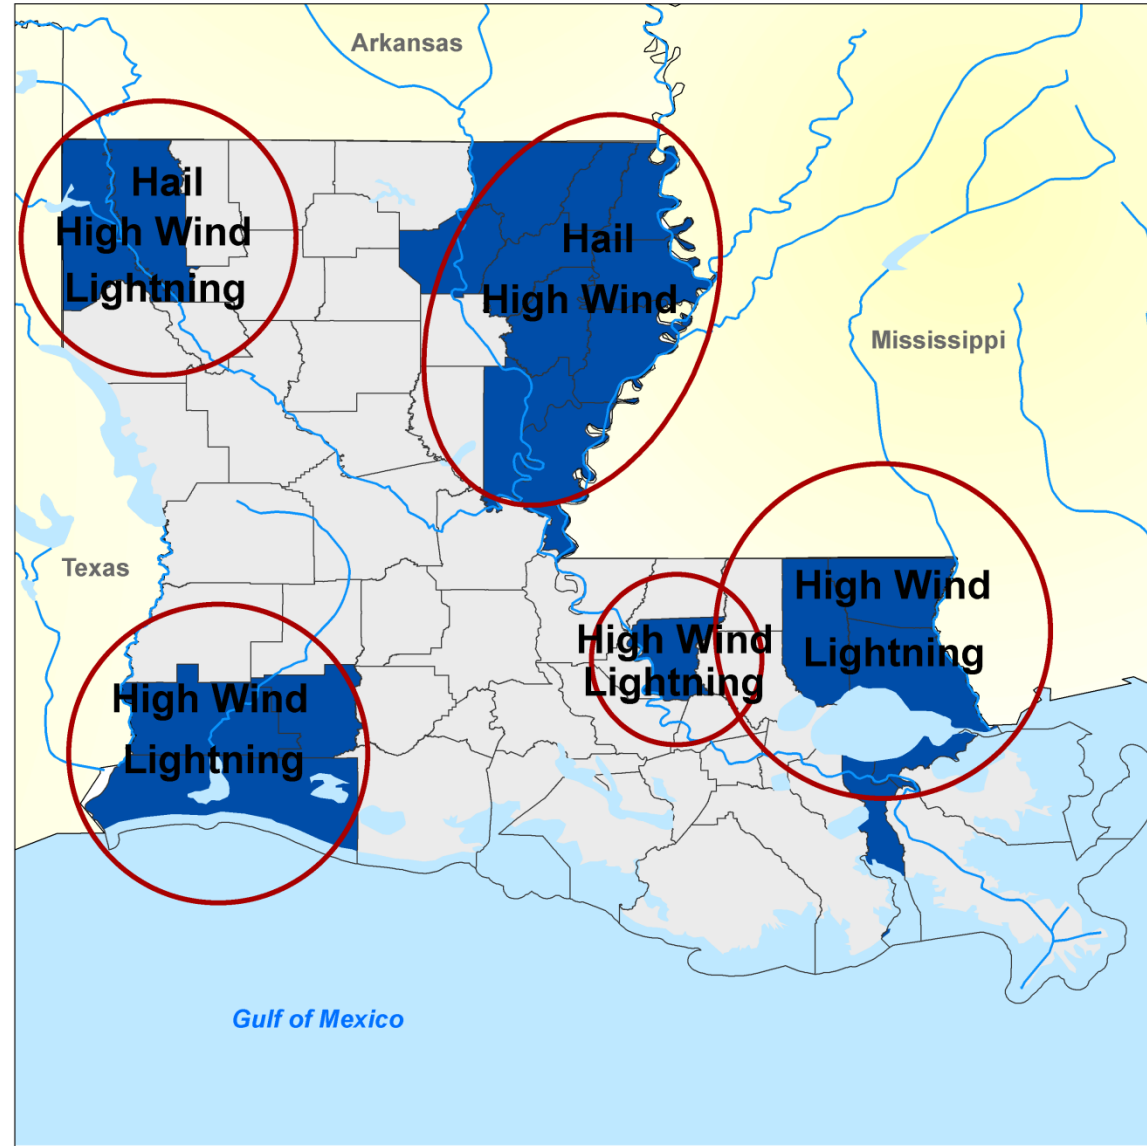 Arkansas
Hail
High Wind
Lightning
Hail
High Wind
Mississippi
Texas
High Wind
Lightning
High Wind
Lightning
High Wind
Lightning
Gulf of Mexico